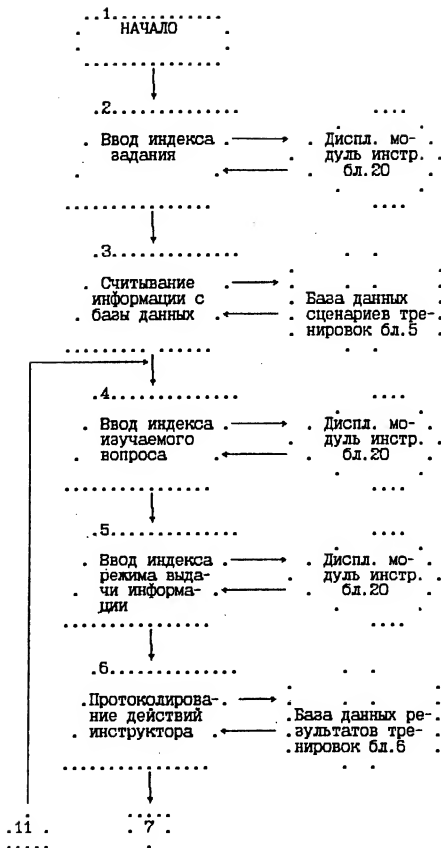 1
НАЧАЛО
2
Ввод индекса
задания
Диспл. мо-
дуль инстр.
бл.20
3
Считывание
информации с
базы данных
База данных
сценариев тре-
нировок бл.5
4
Ввод индекса
изучаемого
вопроса
Диспл. мо-
дуль инстр.
бл.20
5
Ввод индекса
режима выда-
чи информа-
ции
Диспл. мо-
дуль инстр.
бл.20
6
Протоколирова-
ние действий
инструктора
База данных ре-
зультатов тре-
нировок бл.6
11
7